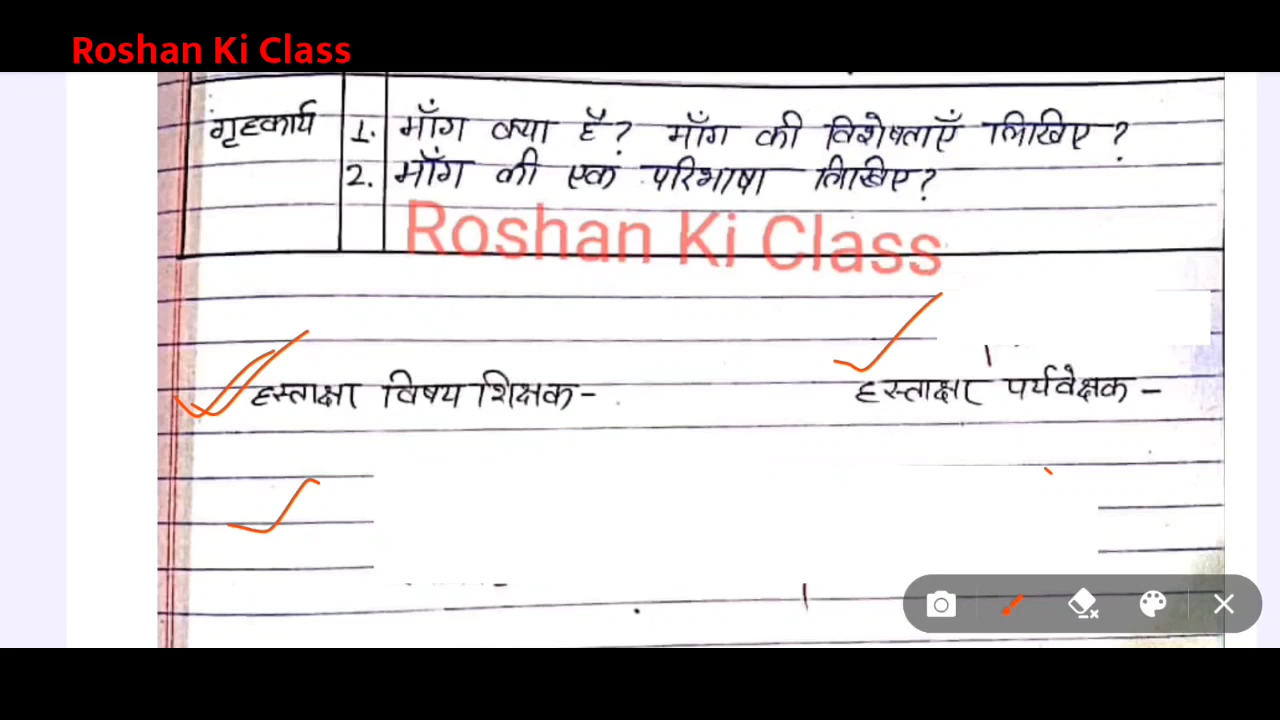 Roshan Ki Class
गृहकार्य 1. माँग क्या है? माँग की विशेषताएँ लिखिए?
2. माँग की एक परिभाषा लिखिए?
Roshan Ki Class
हस्ताक्षर विषय शिक्षक- हस्ताक्षर पर्यवेक्षक -